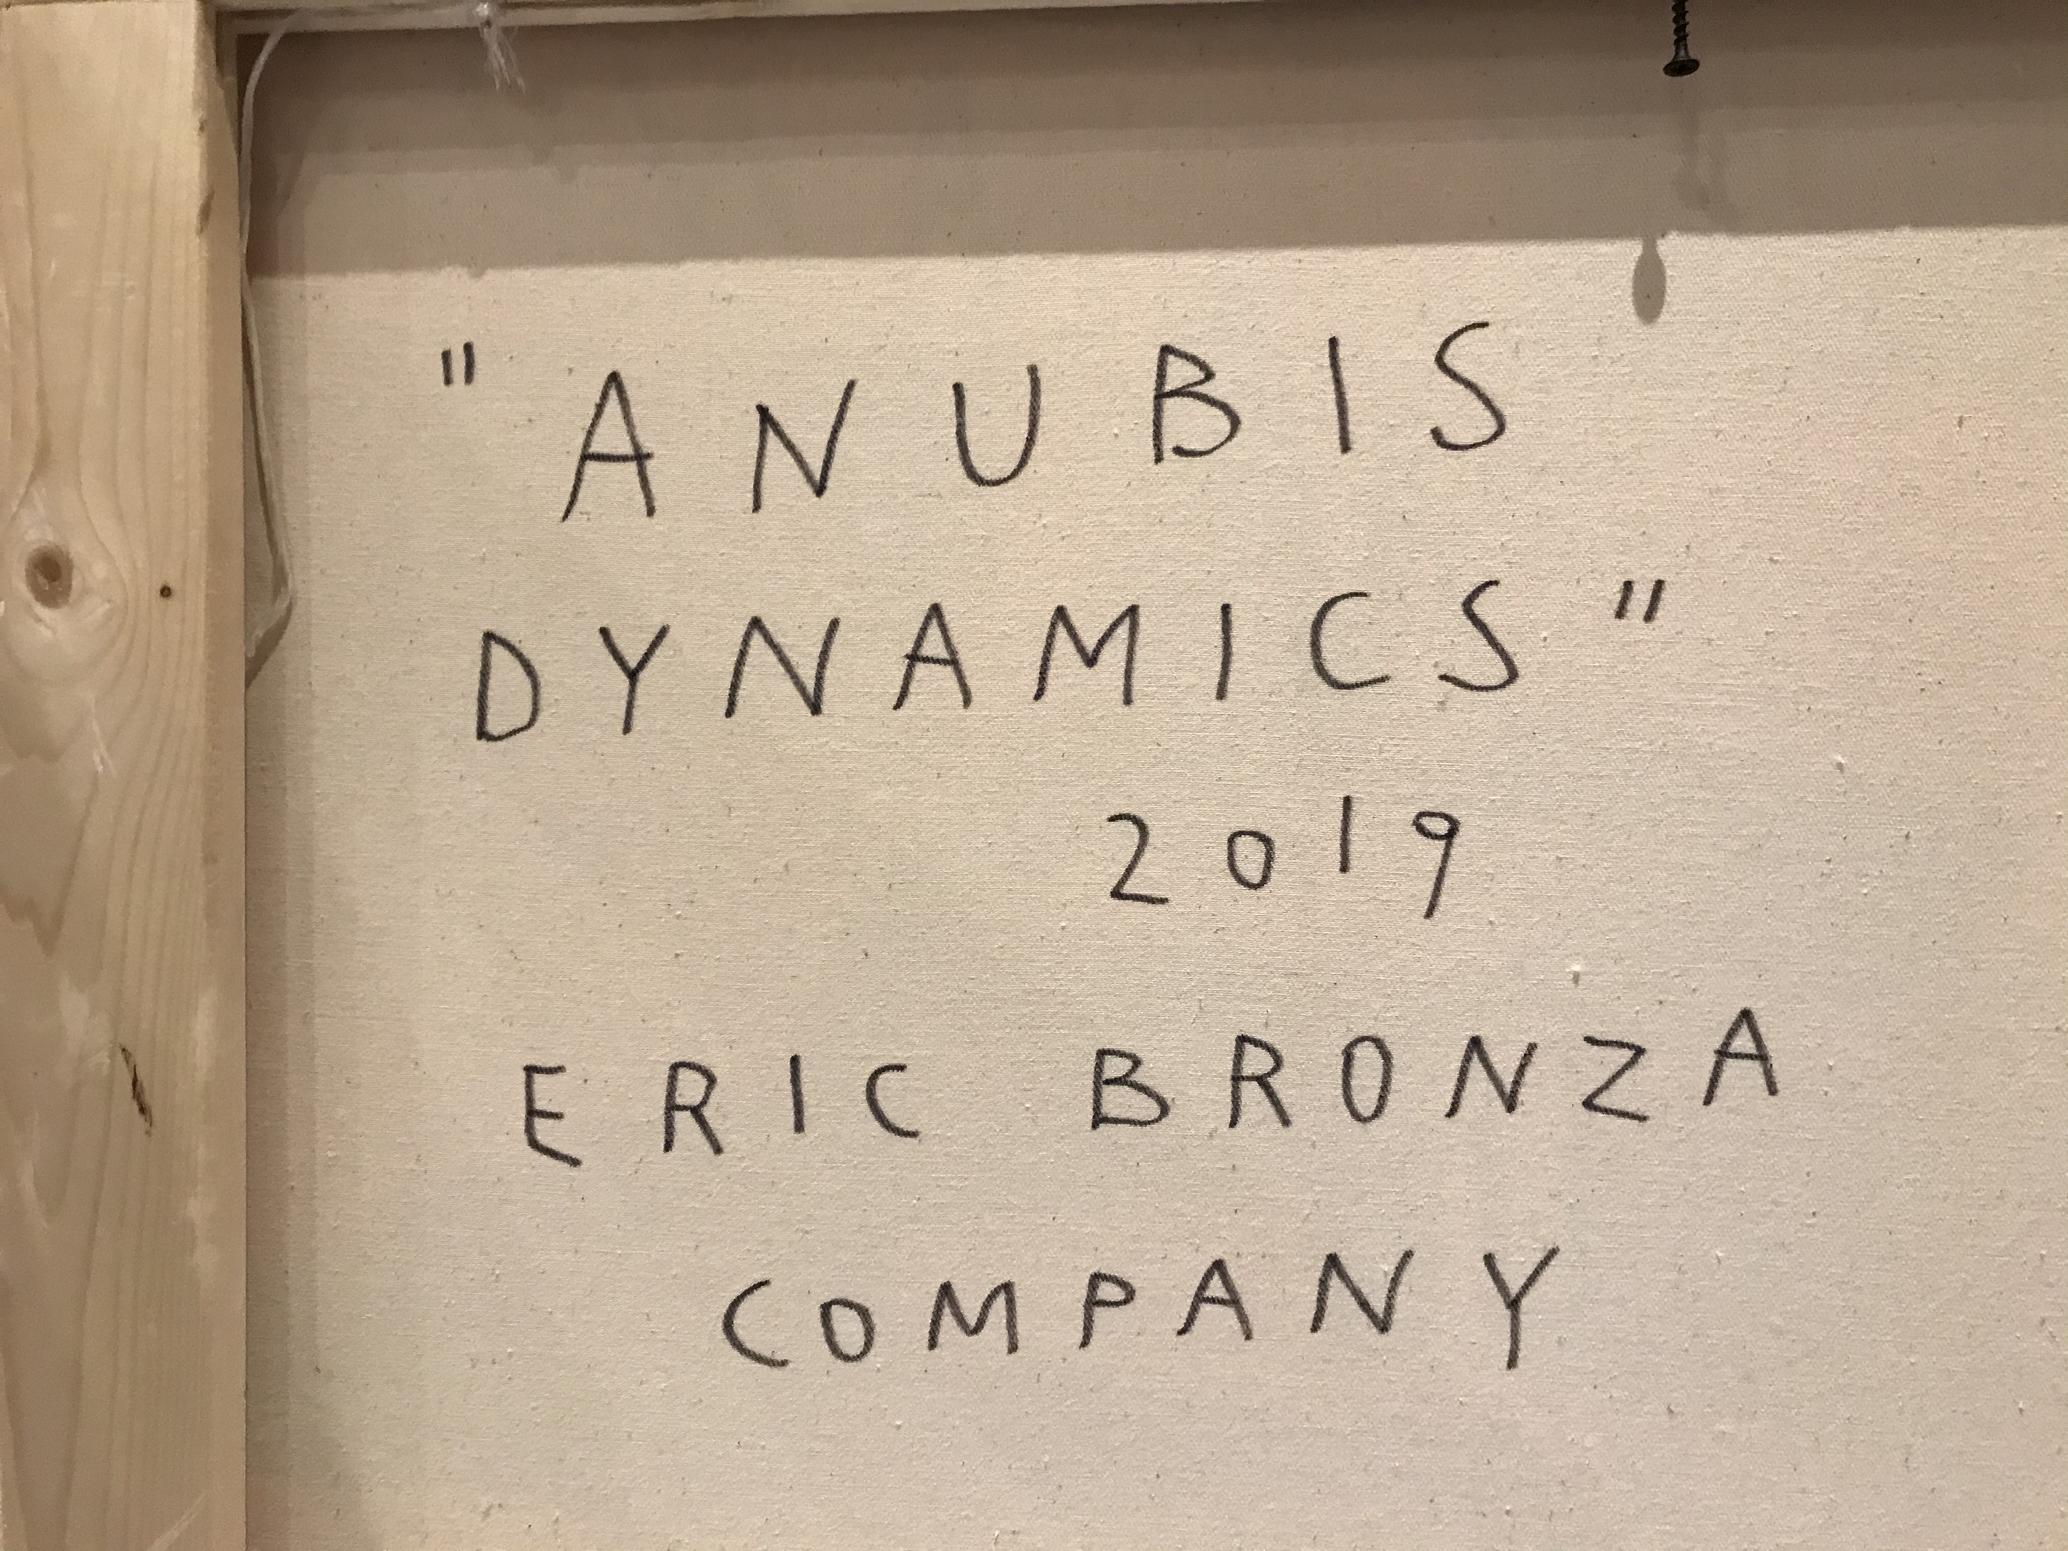 "ANUBIS
DYNAMICS"
2019
ERIC BRONZA
COMPANY